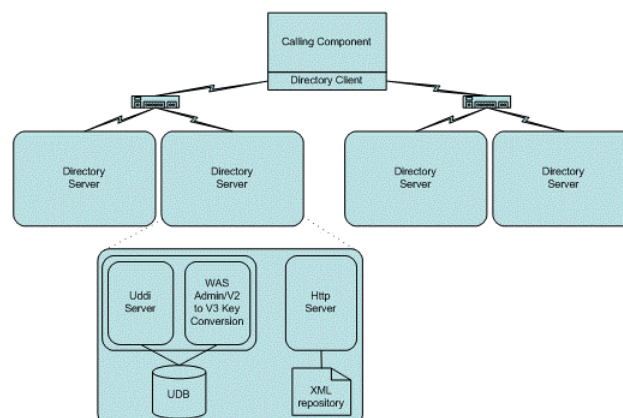 Calling Component
Directory Client
Directory
Server
Directory
Server
Directory
Server
Directory
Server
Uddi
Server
WAS
Admin/V2
to V3 Key
Conversion
Http
Server
UDB
XML
repository